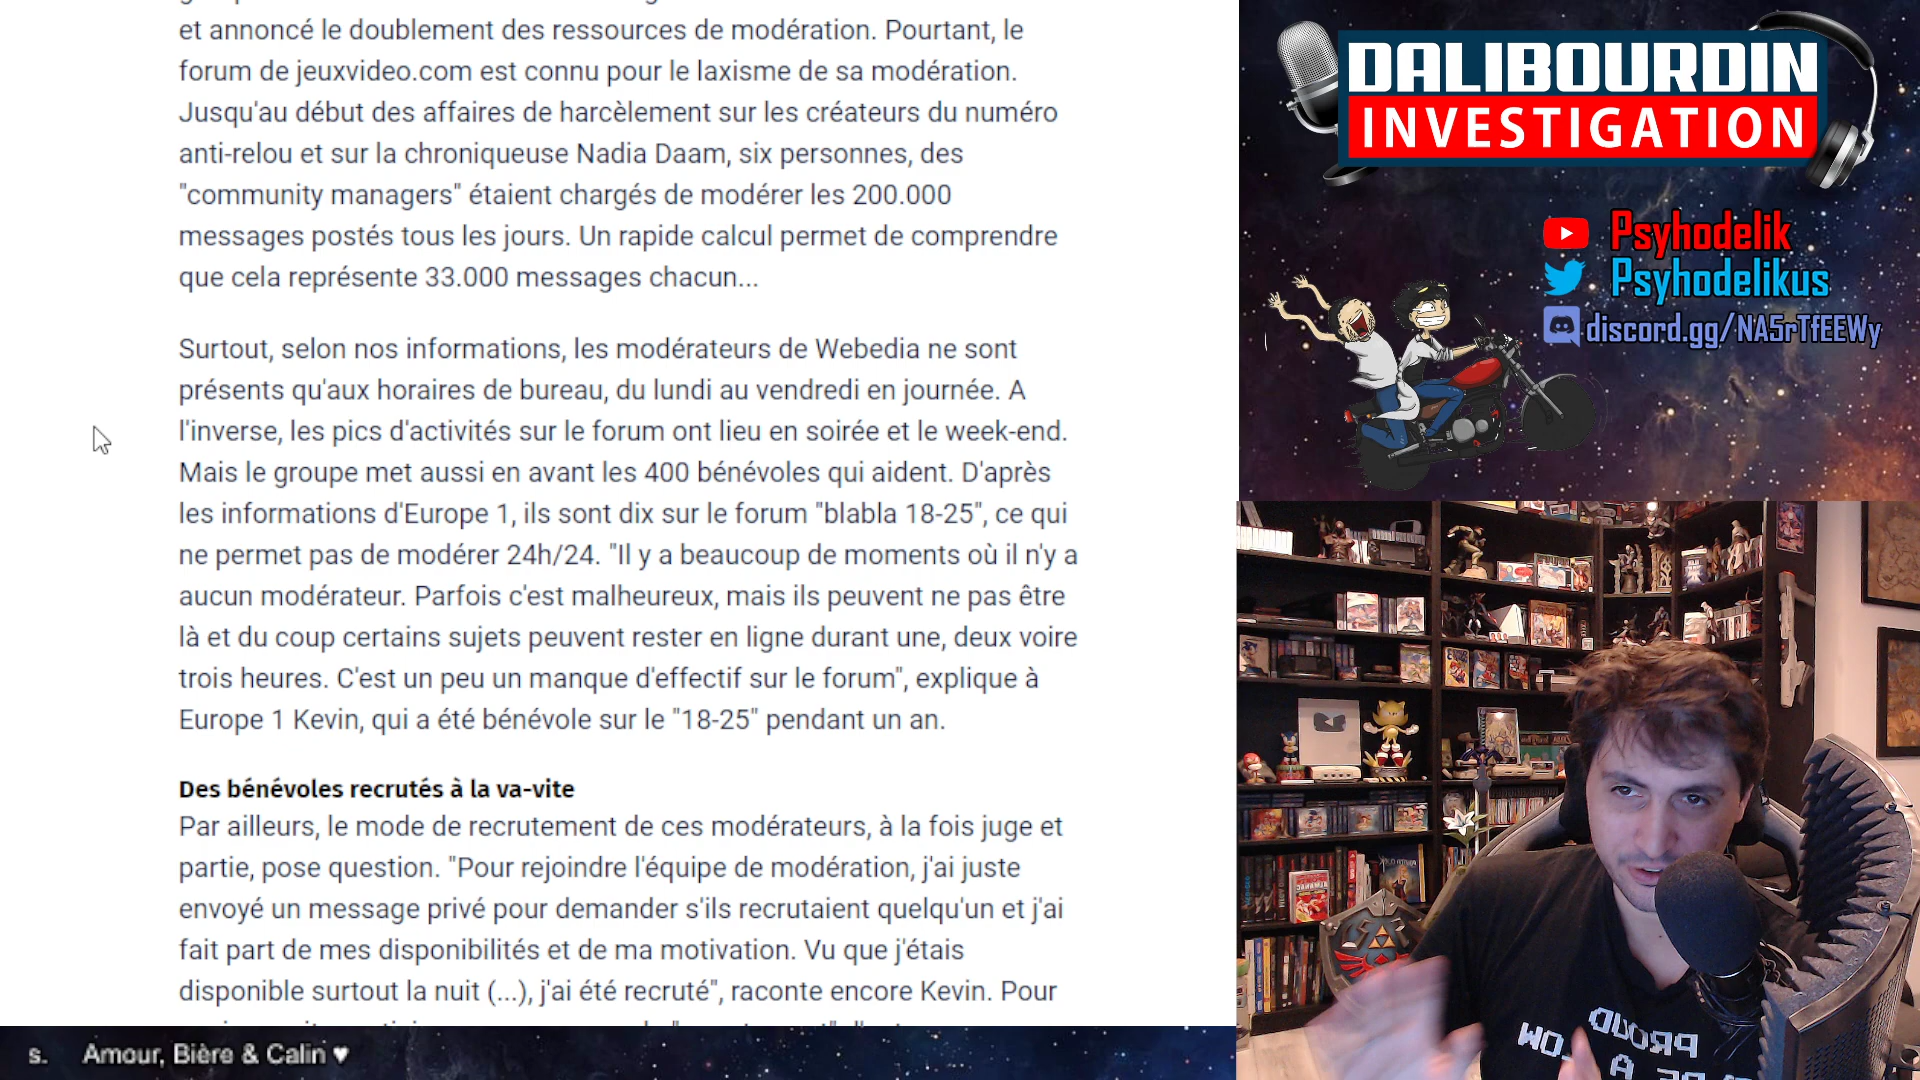 et annoncé le doublement des ressources de modération. Pourtant, le
forum de jeuxvideo.com est connu pour le laxisme de sa modération.
Jusqu'au début des affaires de harcèlement sur les créateurs du numéro
anti-relou et sur la chroniqueuse Nadia Daam, six personnes, des
"community managers" étaient chargés de modérer les 200.000
messages postés tous les jours. Un rapide calcul permet de comprendre
que cela représente 33.000 messages chacun...
Surtout, selon nos informations, les modérateurs de Webedia ne sont
présents qu'aux horaires de bureau, du lundi au vendredi en journée. A
l'inverse, les pics d'activités sur le forum ont lieu en soirée et le week-end.
Mais le groupe met aussi en avant les 400 bénévoles qui aident. D'après
les informations d'Europe 1, ils sont dix sur le forum "blabla 18-25", ce qui
ne permet pas de modérer 24h/24. "Il y a beaucoup de moments où il n'y a
aucun modérateur. Parfois c'est malheureux, mais ils peuvent ne pas être
là et du coup certains sujets peuvent rester en ligne durant une, deux voire
trois heures. C'est un peu un manque d'effectif sur le forum", explique à
Europe 1 Kevin, qui a été bénévole sur le "18-25" pendant un an.
Des bénévoles recrutés à la va-vite
Par ailleurs, le mode de recrutement de ces modérateurs, à la fois juge et
partie, pose question. "Pour rejoindre l'équipe de modération, j'ai juste
envoyé un message privé pour demander s'ils recrutaient quelqu'un et j'ai
fait part de mes disponibilités et de ma motivation. Vu que j'étais
disponible surtout la nuit (...), j'ai été recruté", raconte encore Kevin. Pour
s. Amour, Bière & Calin ♥
DALIBOURDIN
INVESTIGATION
Psyhodelik
Psyhodelikus
discord.gg/NA5rTfEEWy
PROUD
A